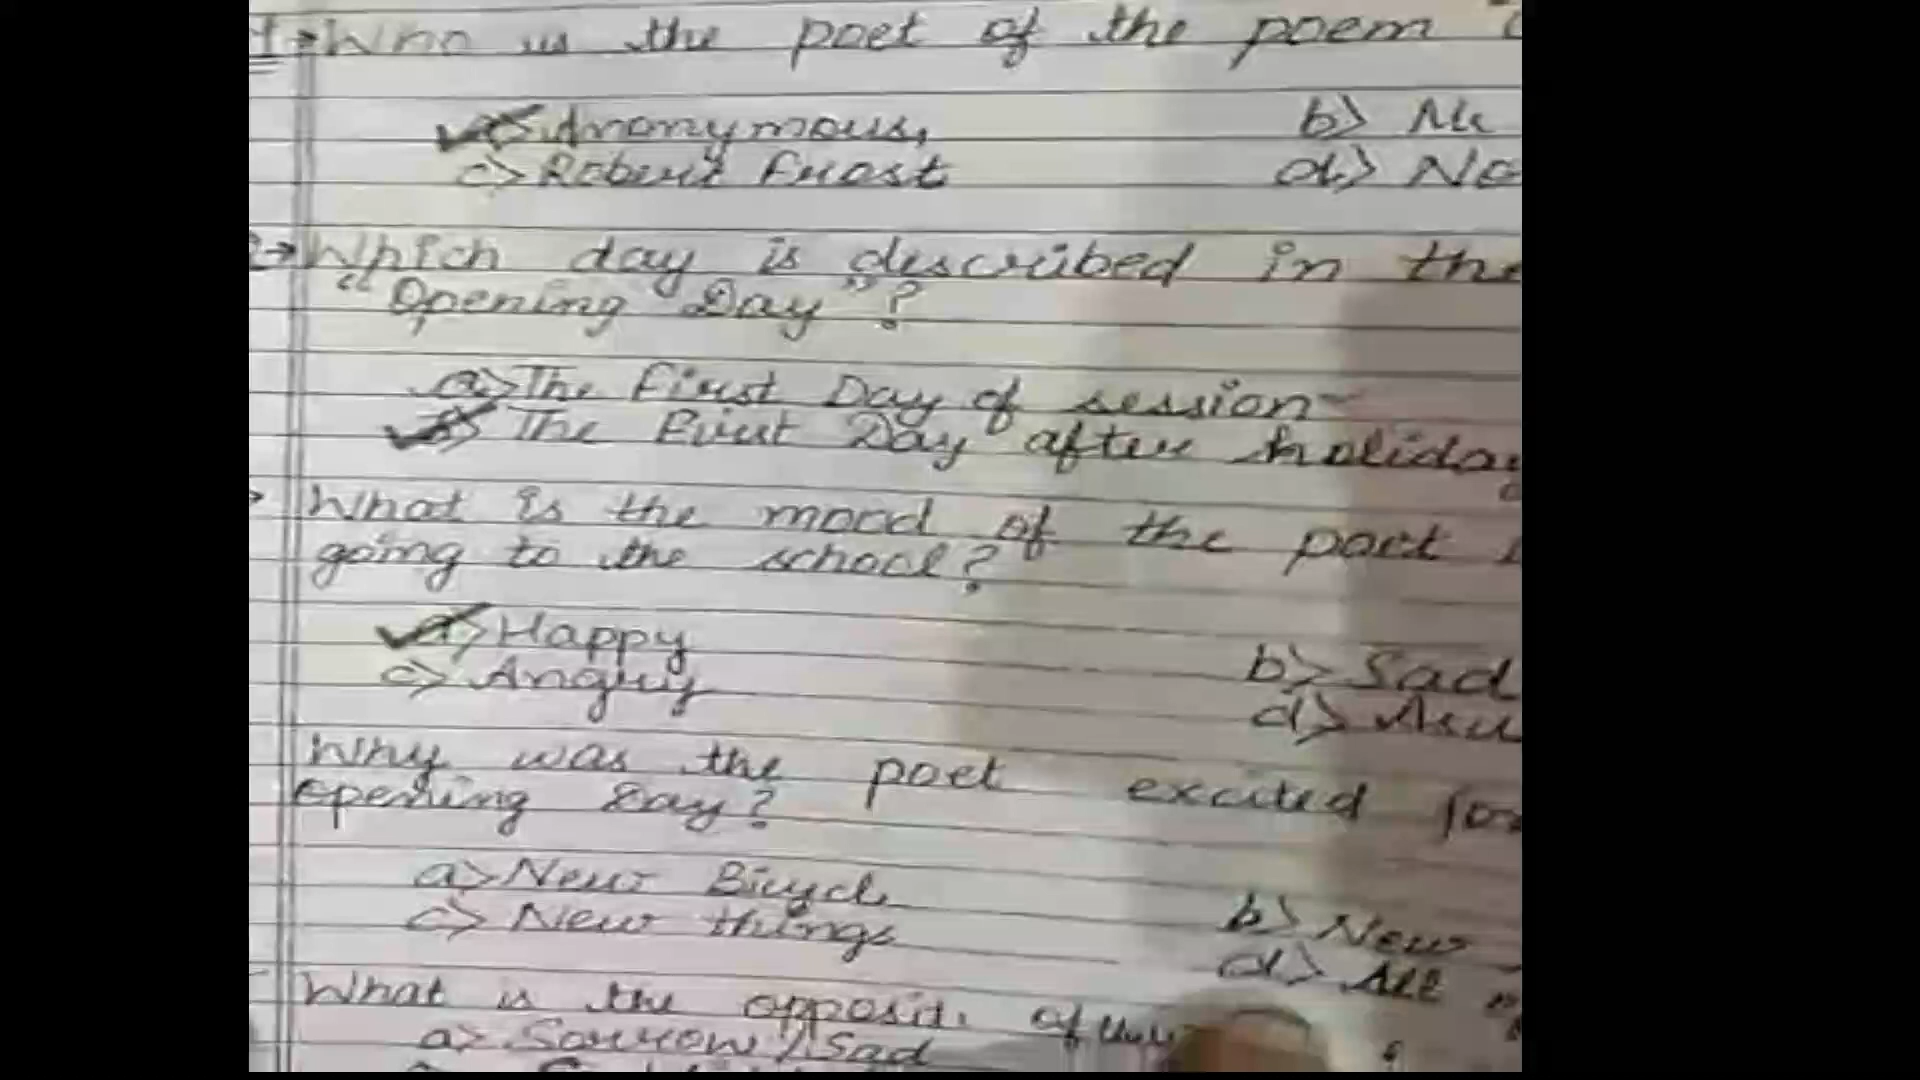 1→ Who is the poet of the poem
a) Anonymous, b)
c) Robert Frost d)
Which day is described in the
"Opening Day"?
a) The First Day of session
b) The First Day after holiday
What is the mood of the poet
going to the school?
a) Happy b) Sad
c) Angry d)
Why was the poet excited for
opening Day?
a) New Bicycle b) New
c) New things d) All
What is the opposite of
a) Sorrow / Sad